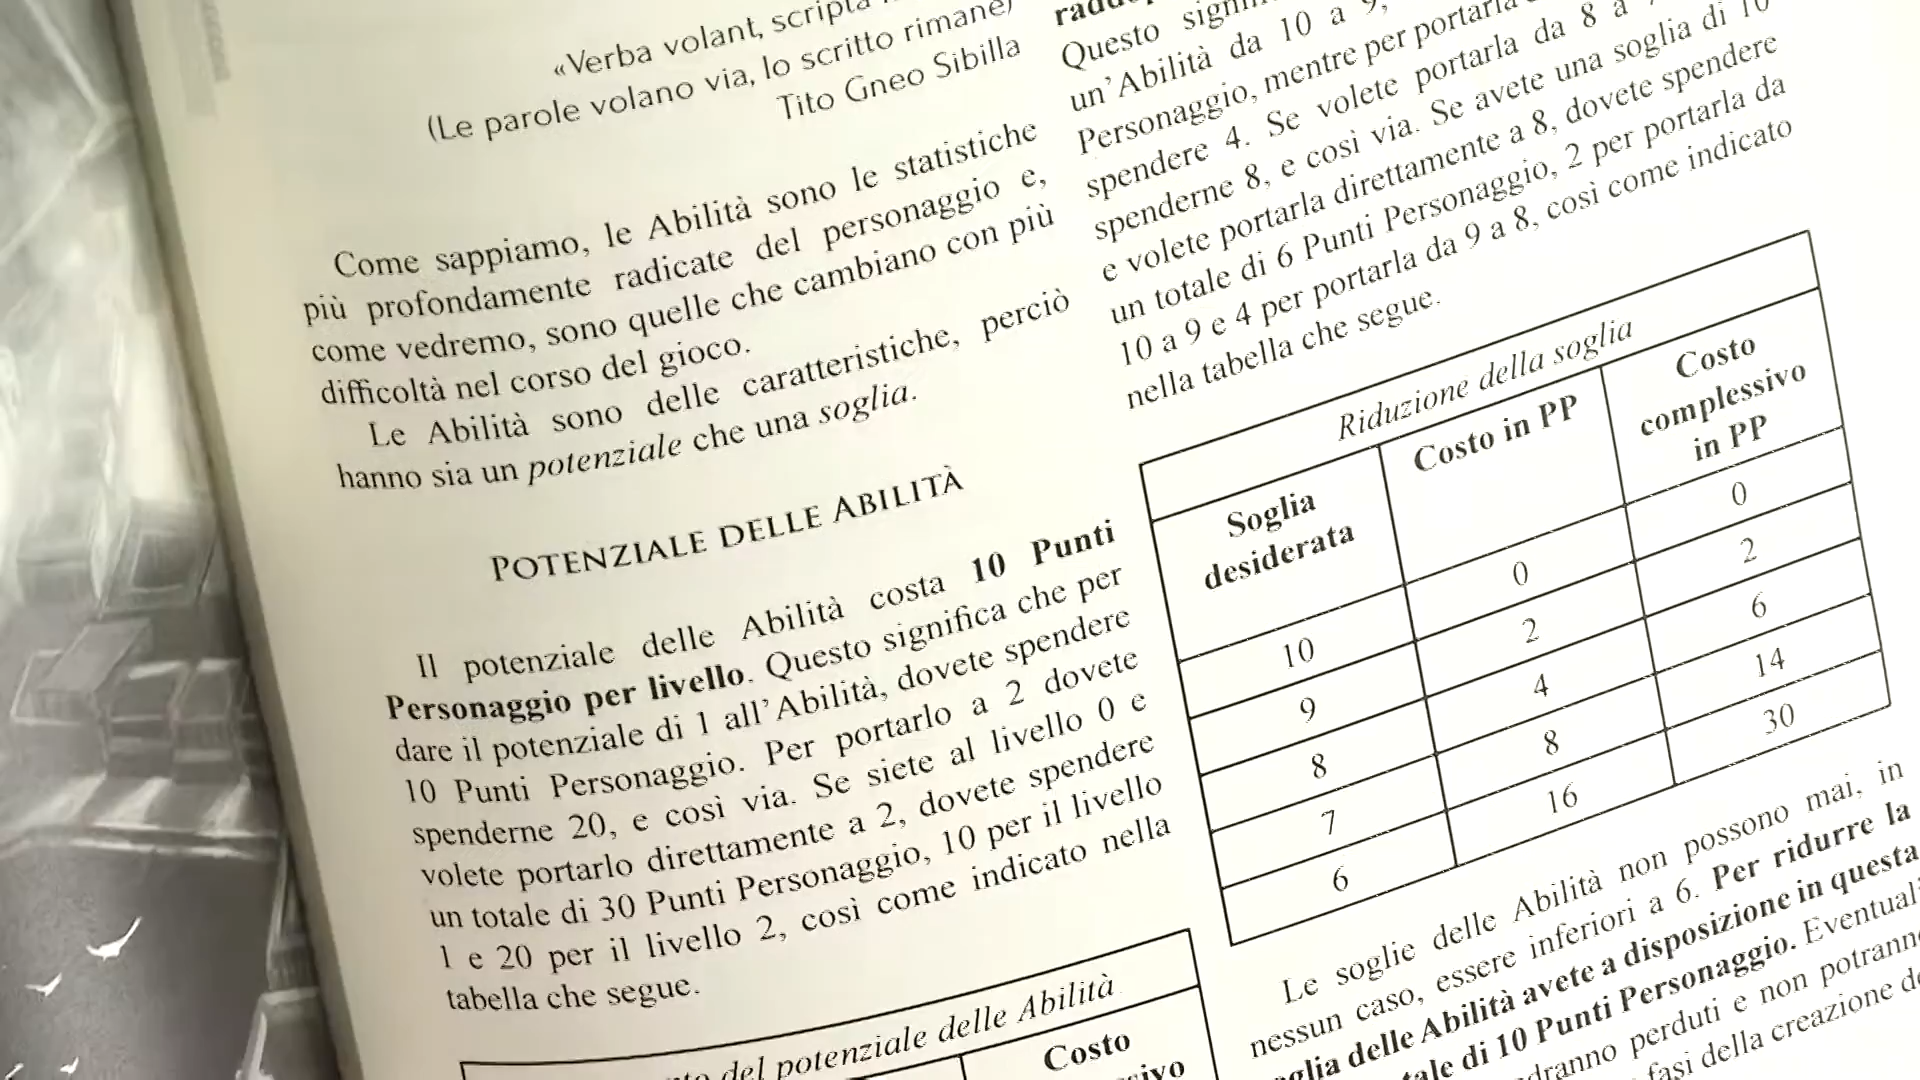 «Verba volant, scripta
(Le parole volano via, lo scritto rimane)
Tito Gneo Sibilla
Come sappiamo, le Abilità sono le statistiche
più profondamente radicate del personaggio e,
come vedremo, sono quelle che cambiano con più
difficoltà nel corso del gioco.
Le Abilità sono delle caratteristiche, perciò
hanno sia un potenziale che una soglia.
POTENZIALE DELLE ABILITÀ
Il potenziale delle Abilità costa 10 Punti
Personaggio per livello. Questo significa che per
dare il potenziale di 1 all'Abilità, dovete spendere
10 Punti Personaggio. Per portarlo a 2 dovete
spenderne 20, e così via. Se siete al livello 0 e
volete portarlo direttamente a 2, dovete spendere
un totale di 30 Punti Personaggio, 10 per il livello
1 e 20 per il livello 2, così come indicato nella
tabella che segue.
del potenziale delle Abilità
Costo
Questo
un'Abilità da 10 a 9,
Personaggio, mentre per portarla
spendere 4. Se volete portarla da 8 a
spenderne 8, e così via. Se avete una soglia di 10
e volete portarla direttamente a 8, dovete spendere
un totale di 6 Punti Personaggio, 2 per portarla da
10 a 9 e 4 per portarla da 9 a 8, così come indicato
nella tabella che segue.
Riduzione della soglia
Soglia desiderata Costo in PP Costo complessivo in PP
10 0 0
9 2 2
8 4 6
7 8 14
6 16 30
Le soglie delle Abilità non possono mai, in
nessun caso, essere inferiori a 6. Per ridurre la
glia delle Abilità avete a disposizione in questa
tale di 10 Punti Personaggio. Eventuali
dranno perduti e non potranno
fasi della creazione